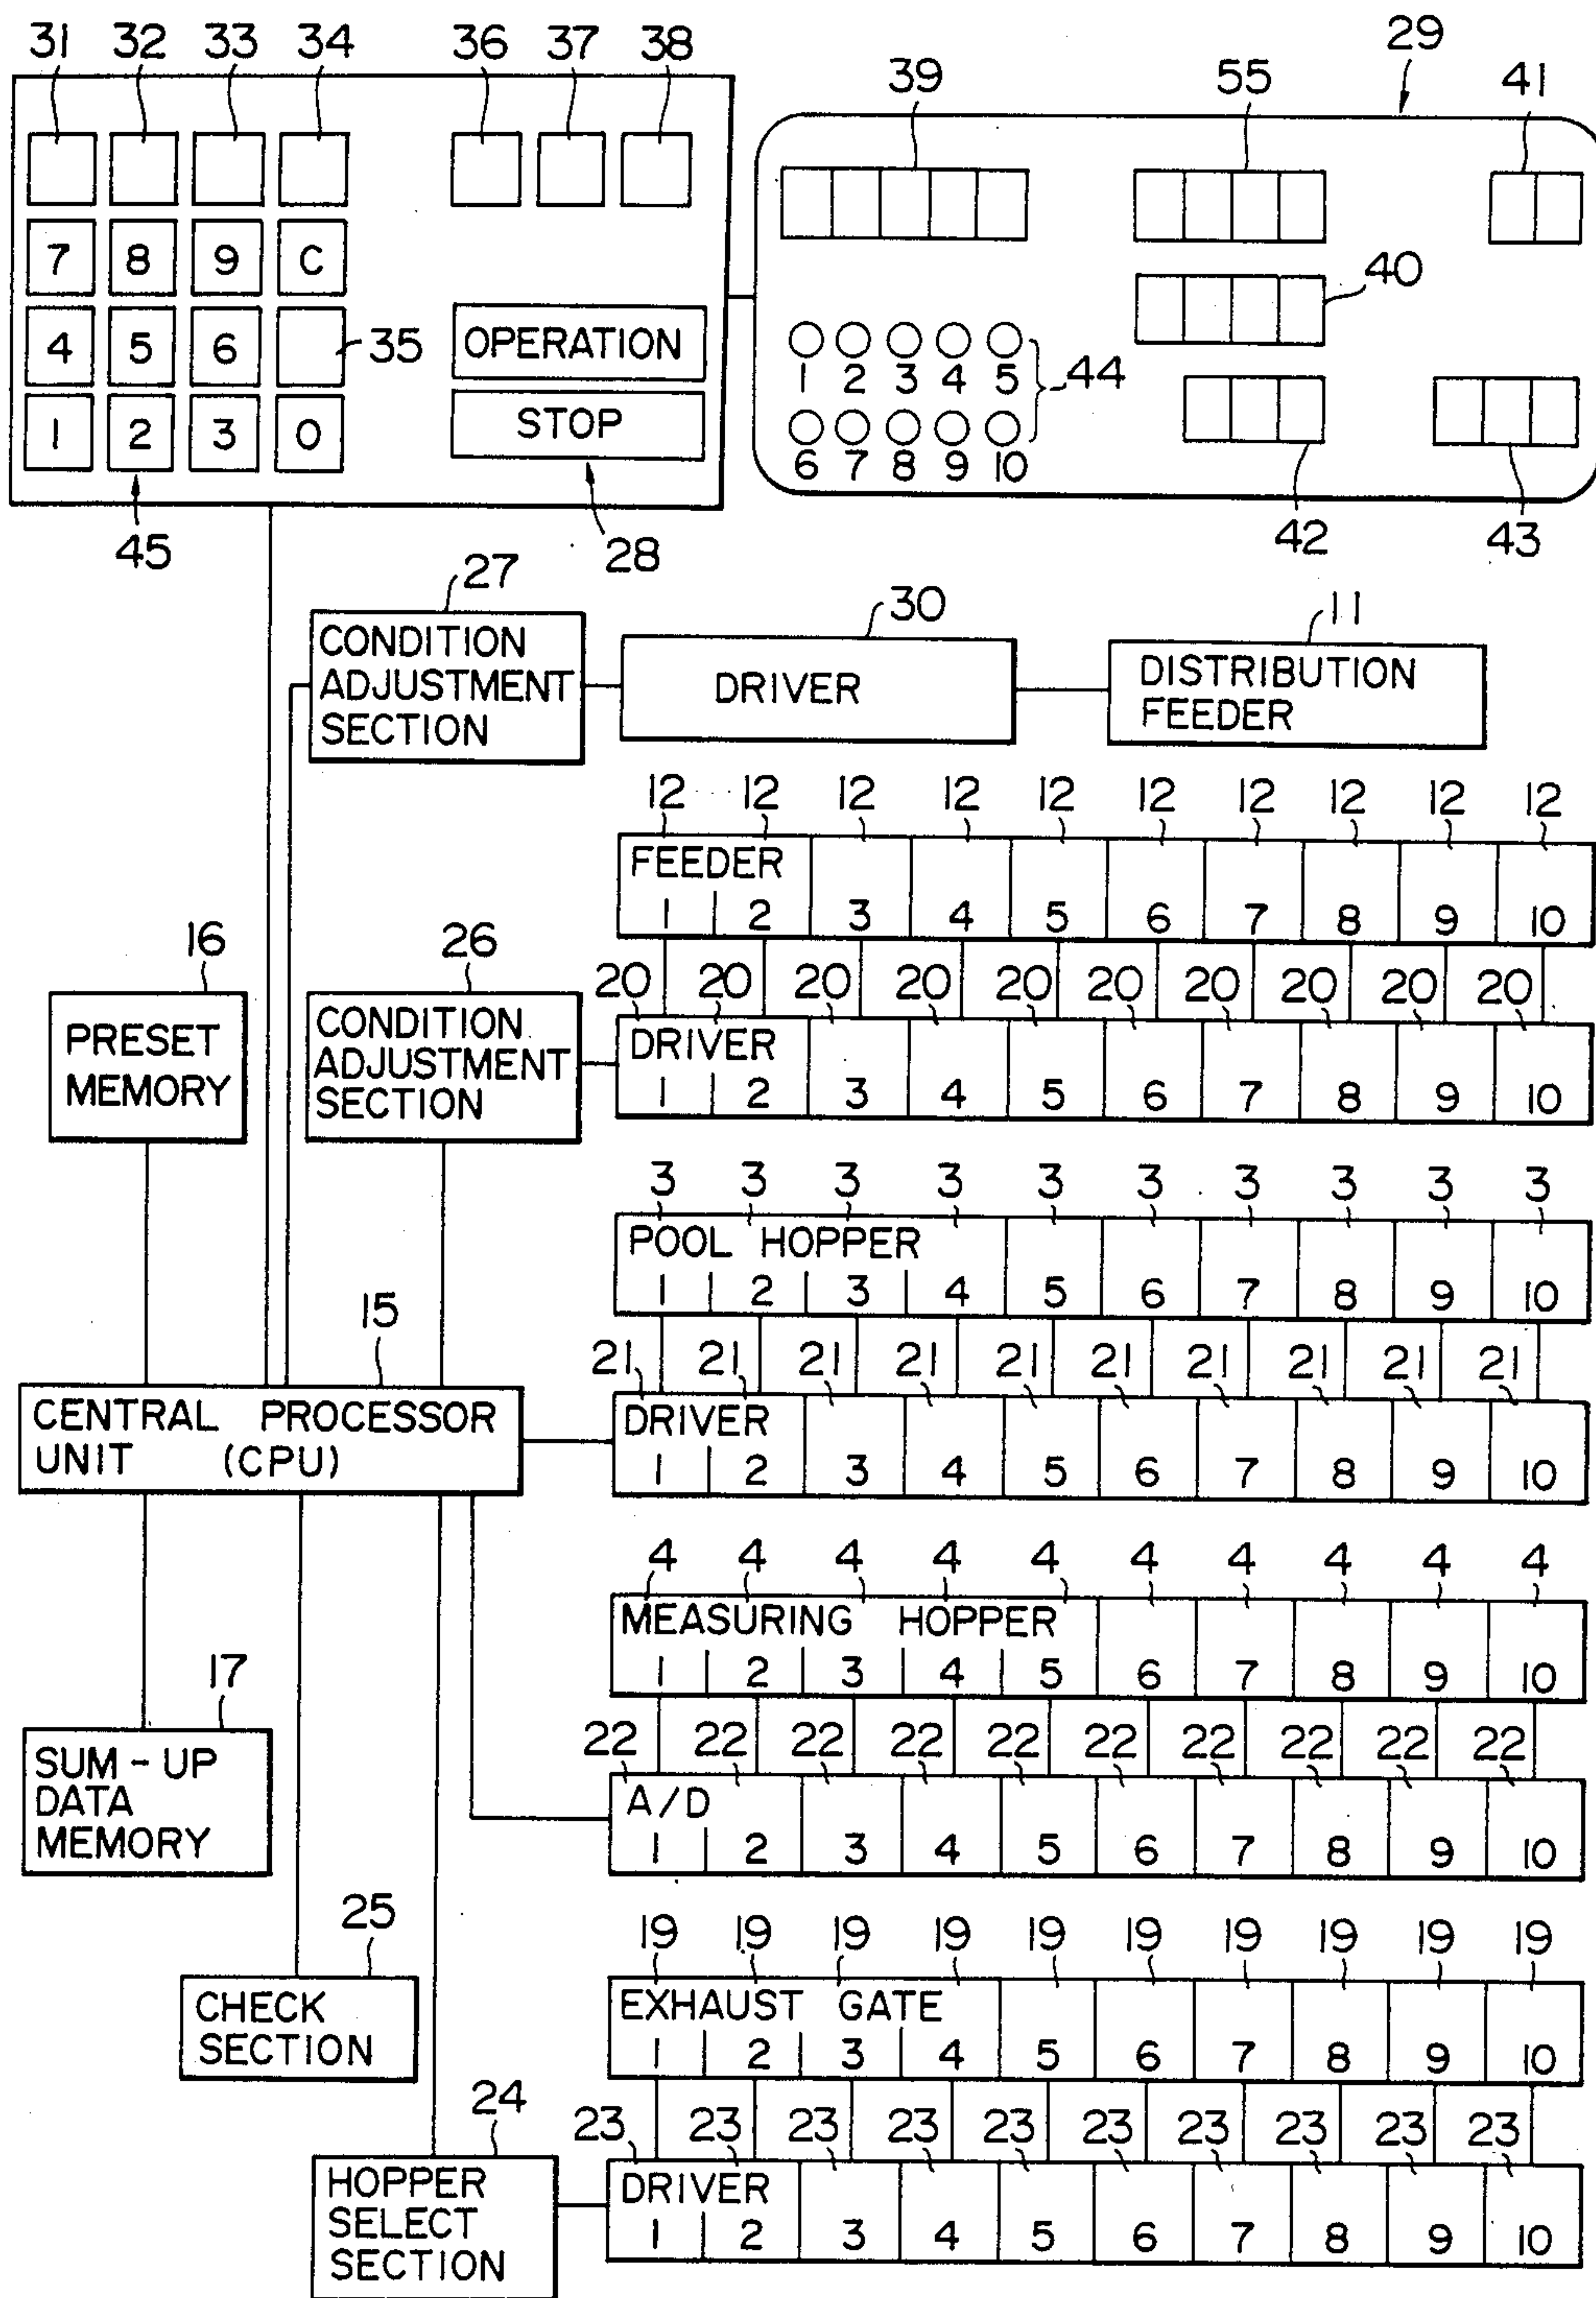 31 32 33 34 36 37 38
29
39 55 41
7 8 9 C
40
4 5 6 35 OPERATION
1 2 3 4 5
44
1 2 3 0 STOP
6 7 8 9 10
45 28 42 43
27
CONDITION
ADJUSTMENT
SECTION
30
DRIVER
11
DISTRIBUTION
FEEDER
12 12 12 12 12 12 12 12 12 12
FEEDER
1 2 3 4 5 6 7 8 9 10
16
PRESET
MEMORY
26
CONDITION
ADJUSTMENT
SECTION
20 20 20 20 20 20 20 20 20 20
DRIVER
1 2 3 4 5 6 7 8 9 10
3 3 3 3 3 3 3 3 3 3
POOL HOPPER
1 2 3 4 5 6 7 8 9 10
15
CENTRAL PROCESSOR
UNIT (CPU)
21 21 21 21 21 21 21 21 21 21
DRIVER
1 2 3 4 5 6 7 8 9 10
4 4 4 4 4 4 4 4 4 4
MEASURING HOPPER
1 2 3 4 5 6 7 8 9 10
17
SUM-UP
DATA
MEMORY
22 22 22 22 22 22 22 22 22 22
A/D
1 2 3 4 5 6 7 8 9 10
25
CHECK
SECTION
19 19 19 19 19 19 19 19 19 19
EXHAUST GATE
1 2 3 4 5 6 7 8 9 10
24
HOPPER
SELECT
SECTION
23 23 23 23 23 23 23 23 23 23
DRIVER
1 2 3 4 5 6 7 8 9 10